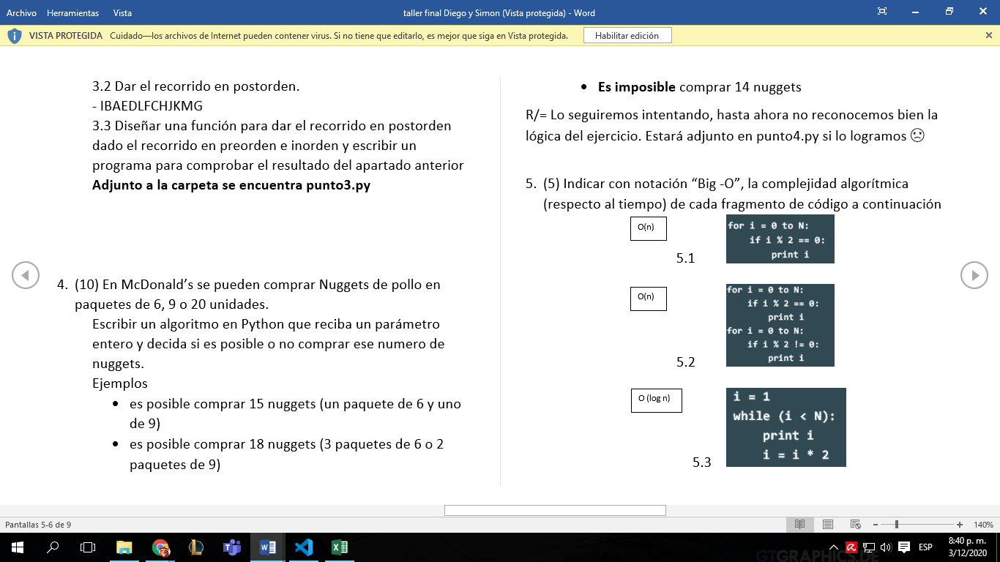 Archivo Herramientas Vista
taller final Diego y Simon (Vista protegida) - Word
VISTA PROTEGIDA Cuidado—los archivos de Internet pueden contener virus. Si no tiene que editarlo, es mejor que siga en Vista protegida.
Habilitar edición
3.2 Dar el recorrido en postorden.
- IBAEDLFCHJKMG
3.3 Diseñar una función para dar el recorrido en postorden
dado el recorrido en preorden e inorden y escribir un
programa para comprobar el resultado del apartado anterior
Adjunto a la carpeta se encuentra punto3.py
4. (10) En McDonald's se pueden comprar Nuggets de pollo en
paquetes de 6, 9 o 20 unidades.
Escribir un algoritmo en Python que reciba un parámetro
entero y decida si es posible o no comprar ese numero de
nuggets.
Ejemplos
• es posible comprar 15 nuggets (un paquete de 6 y uno
de 9)
• es posible comprar 18 nuggets (3 paquetes de 6 o 2
paquetes de 9)
• Es imposible comprar 14 nuggets
R/= Lo seguiremos intentando, hasta ahora no reconocemos bien la
lógica del ejercicio. Estará adjunto en punto4.py si lo logramos ☹
5. (5) Indicar con notación “Big -O”, la complejidad algorítmica
(respecto al tiempo) de cada fragmento de código a continuación
O(n)
5.1
for i = 0 to N:
if i % 2 == 0:
print i
O(n)
5.2
for i = 0 to N:
if i % 2 == 0:
print i
for i = 0 to N:
if i % 2 != 0:
print i
O (log n)
5.3
i = 1
while (i < N):
print i
i = i * 2
Pantallas 5-6 de 9
140%
ESP
8:40 p. m.
3/12/2020
GTGRAPHICS.DE